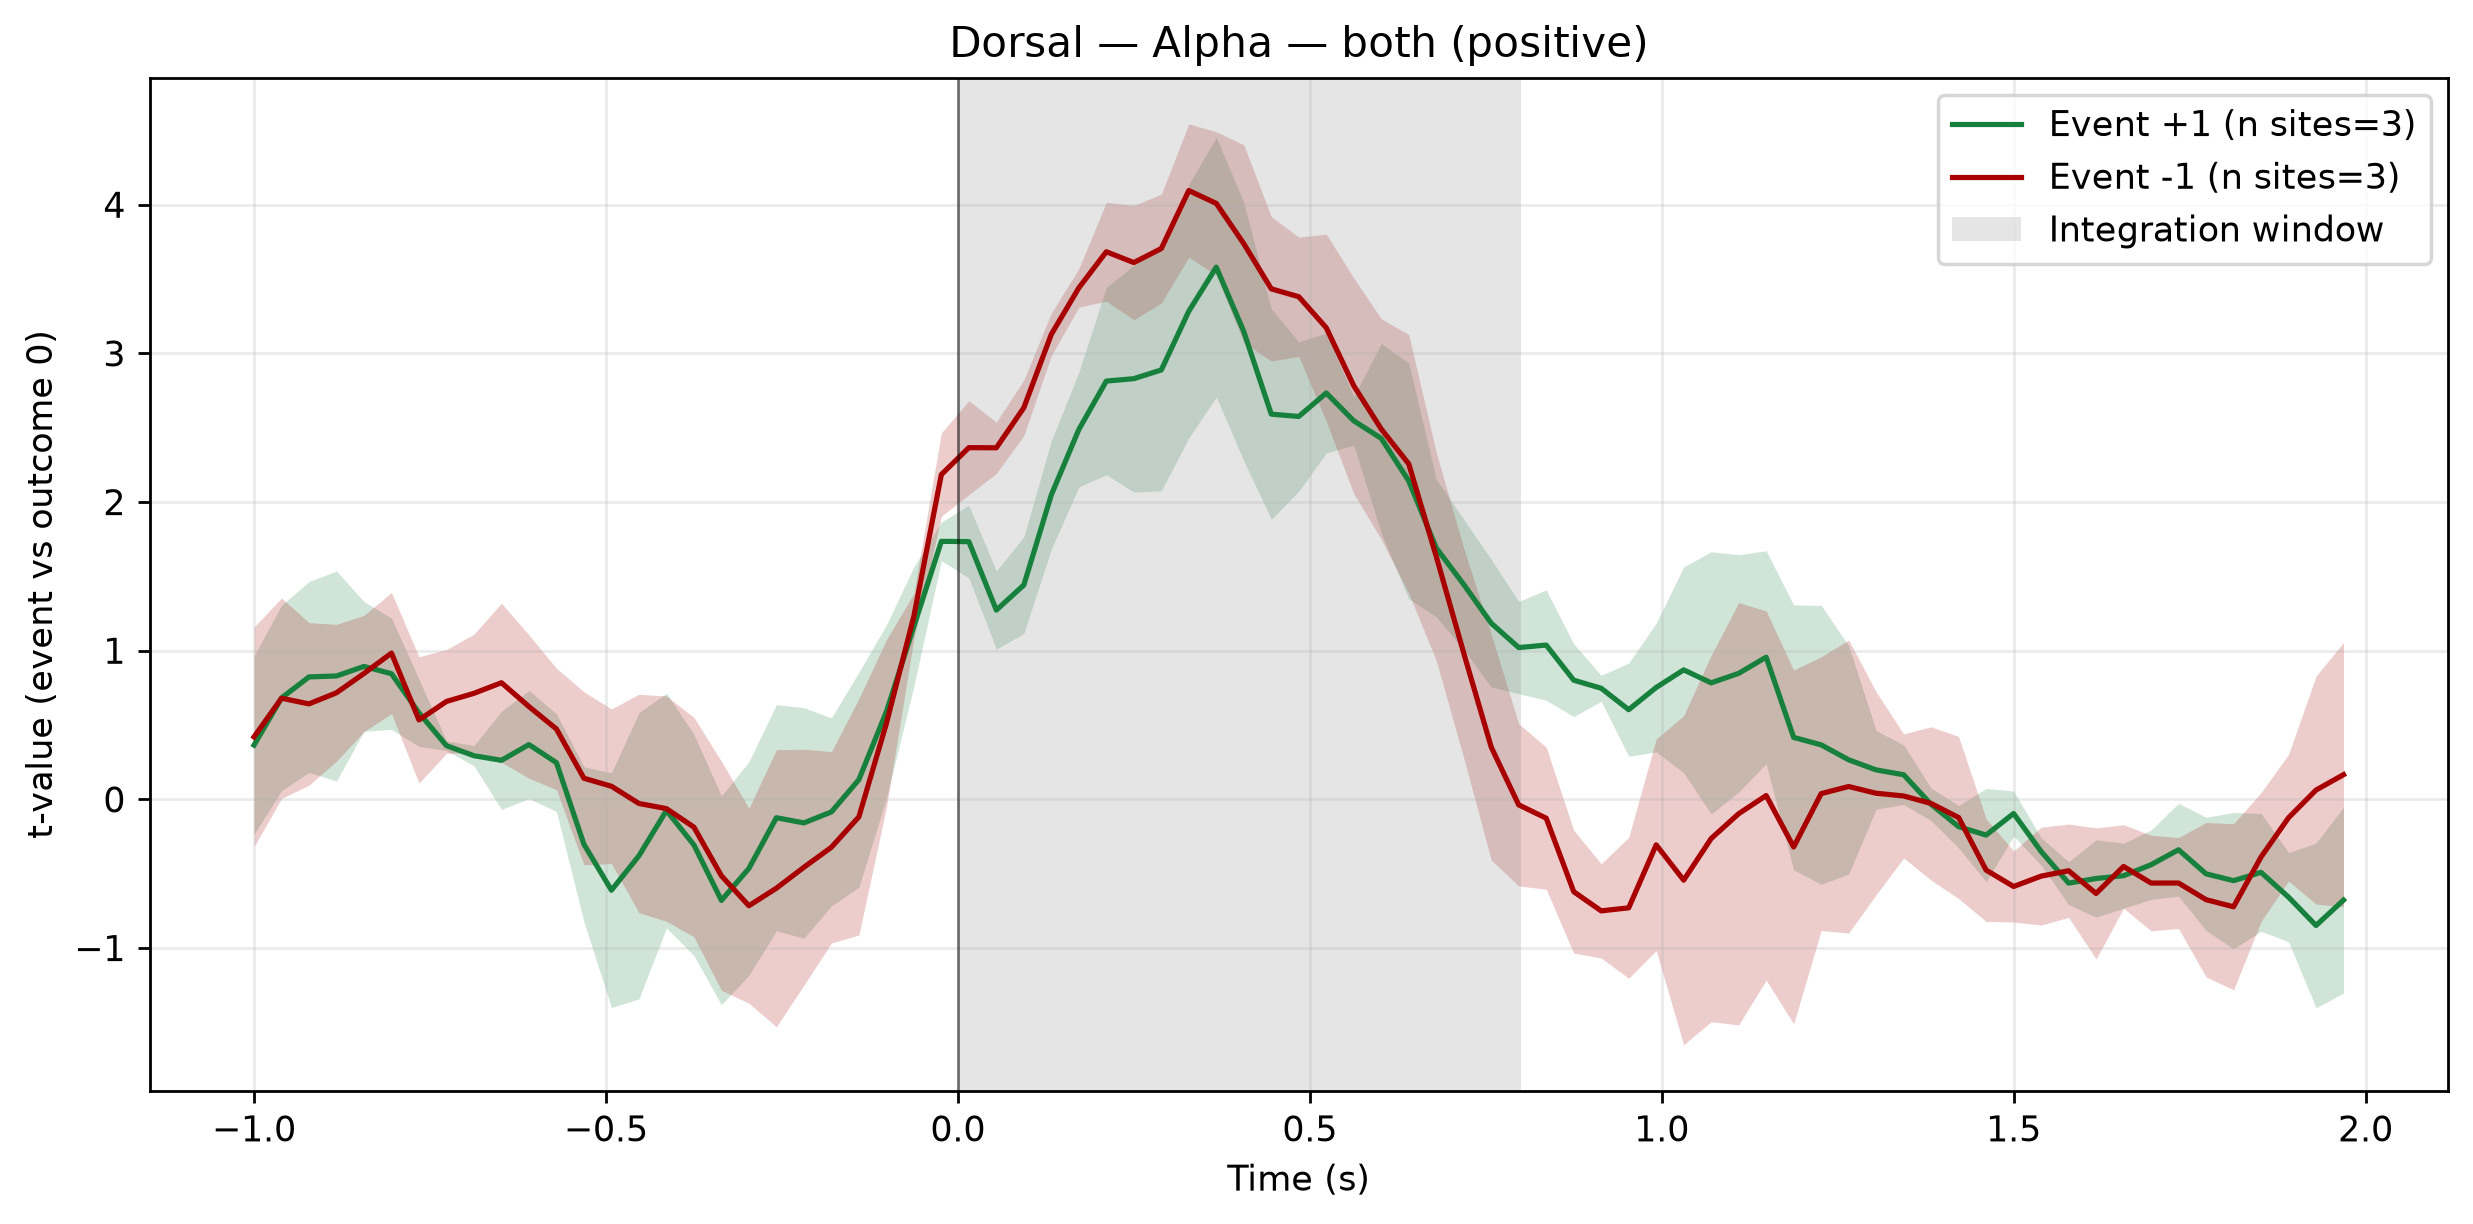 Dorsal — Alpha — both (positive)
Event +1 (n sites=3)
Event -1 (n sites=3)
Integration window
t-value (event vs outcome 0)
4
3
2
1
0
−1
−1.0 −0.5 0.0 0.5 1.0 1.5 2.0
Time (s)